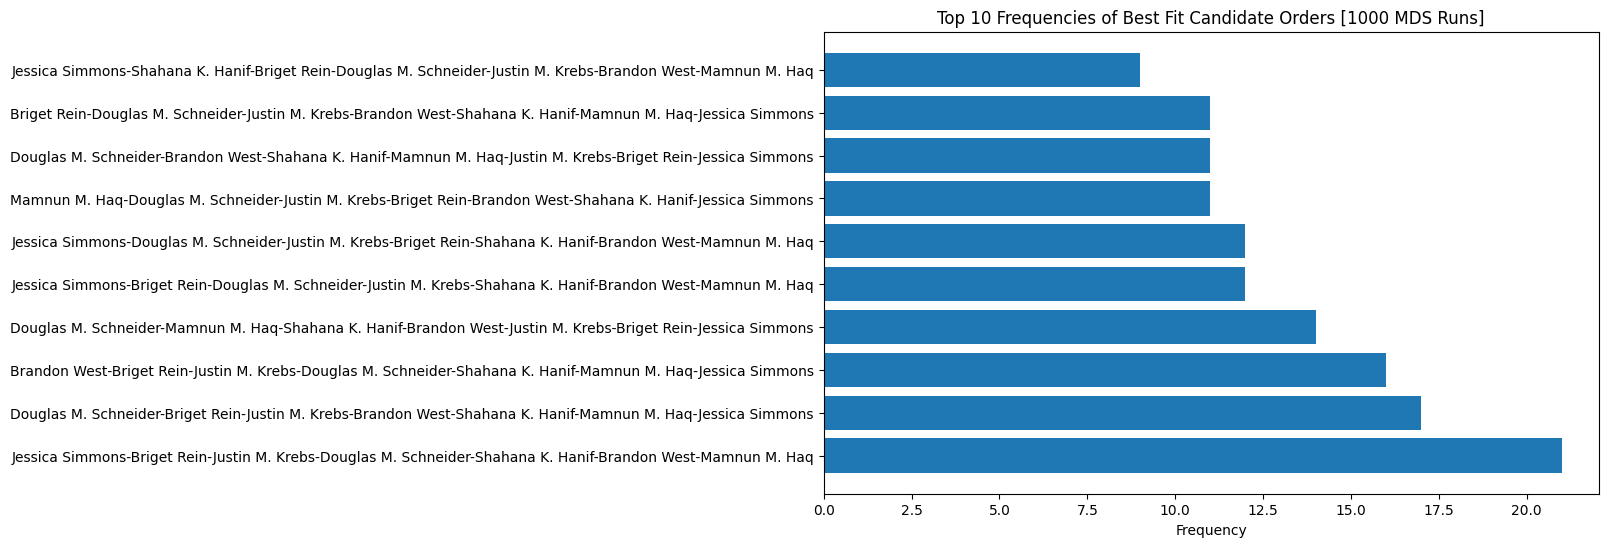 Top 10 Frequencies of Best Fit Candidate Orders [1000 MDS Runs]
Jessica Simmons-Shahana K. Hanif-Briget Rein-Douglas M. Schneider-Justin M. Krebs-Brandon West-Mamnun M. Haq
Briget Rein-Douglas M. Schneider-Justin M. Krebs-Brandon West-Shahana K. Hanif-Mamnun M. Haq-Jessica Simmons
Douglas M. Schneider-Brandon West-Shahana K. Hanif-Mamnun M. Haq-Justin M. Krebs-Briget Rein-Jessica Simmons
Mamnun M. Haq-Douglas M. Schneider-Justin M. Krebs-Briget Rein-Brandon West-Shahana K. Hanif-Jessica Simmons
Jessica Simmons-Douglas M. Schneider-Justin M. Krebs-Briget Rein-Shahana K. Hanif-Brandon West-Mamnun M. Haq
Jessica Simmons-Briget Rein-Douglas M. Schneider-Justin M. Krebs-Shahana K. Hanif-Brandon West-Mamnun M. Haq
Douglas M. Schneider-Mamnun M. Haq-Shahana K. Hanif-Brandon West-Justin M. Krebs-Briget Rein-Jessica Simmons
Brandon West-Briget Rein-Justin M. Krebs-Douglas M. Schneider-Shahana K. Hanif-Mamnun M. Haq-Jessica Simmons
Douglas M. Schneider-Briget Rein-Justin M. Krebs-Brandon West-Shahana K. Hanif-Mamnun M. Haq-Jessica Simmons
Jessica Simmons-Briget Rein-Justin M. Krebs-Douglas M. Schneider-Shahana K. Hanif-Brandon West-Mamnun M. Haq
0.0 2.5 5.0 7.5 10.0 12.5 15.0 17.5 20.0
Frequency